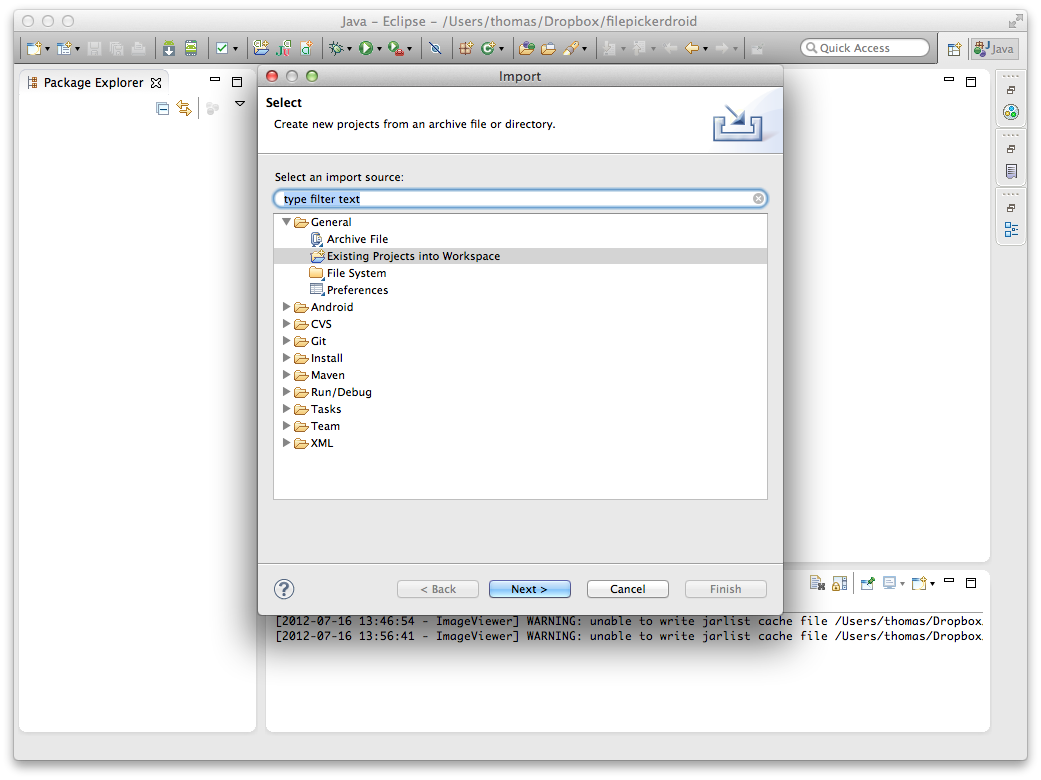 Java – Eclipse – /Users/thomas/Dropbox/filepickerdroid
Quick Access
Java
Package Explorer
Import
Select
Create new projects from an archive file or directory.
Select an import source:
type filter text
General
Archive File
Existing Projects into Workspace
File System
Preferences
Android
CVS
Git
Install
Maven
Run/Debug
Tasks
Team
XML
?
< Back
Next >
Cancel
Finish
[2012-07-16 13:46:54 - ImageViewer] WARNING: unable to write jarlist cache file /Users/thomas/Dropbox.
[2012-07-16 13:56:41 - ImageViewer] WARNING: unable to write jarlist cache file /Users/thomas/Dropbox.